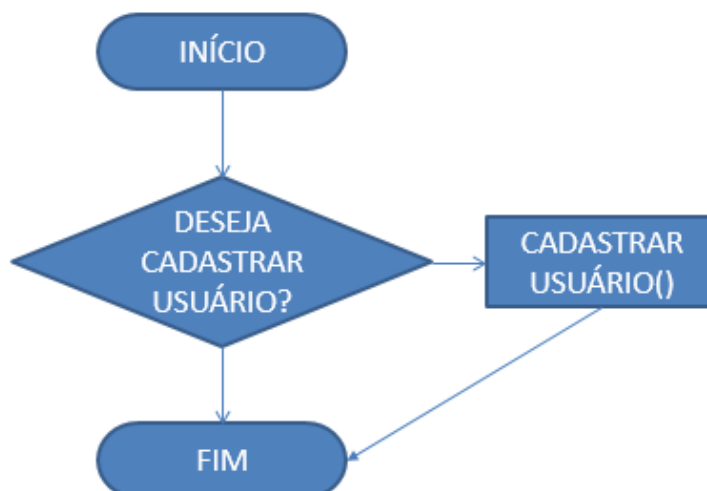 INÍCIO
DESEJA
CADASTRAR
USUÁRIO?
CADASTRAR
USUÁRIO()
FIM